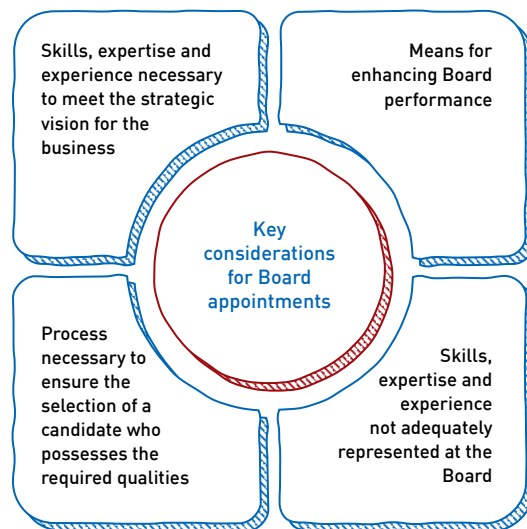 Skills, expertise and
experience necessary
to meet the strategic
vision for the
business
Means for
enhancing Board
performance
Key
considerations
for Board
appointments
Process
necessary to
ensure the
selection of a
candidate who
possesses the
required qualities
Skills,
expertise and
experience
not adequately
represented at the
Board